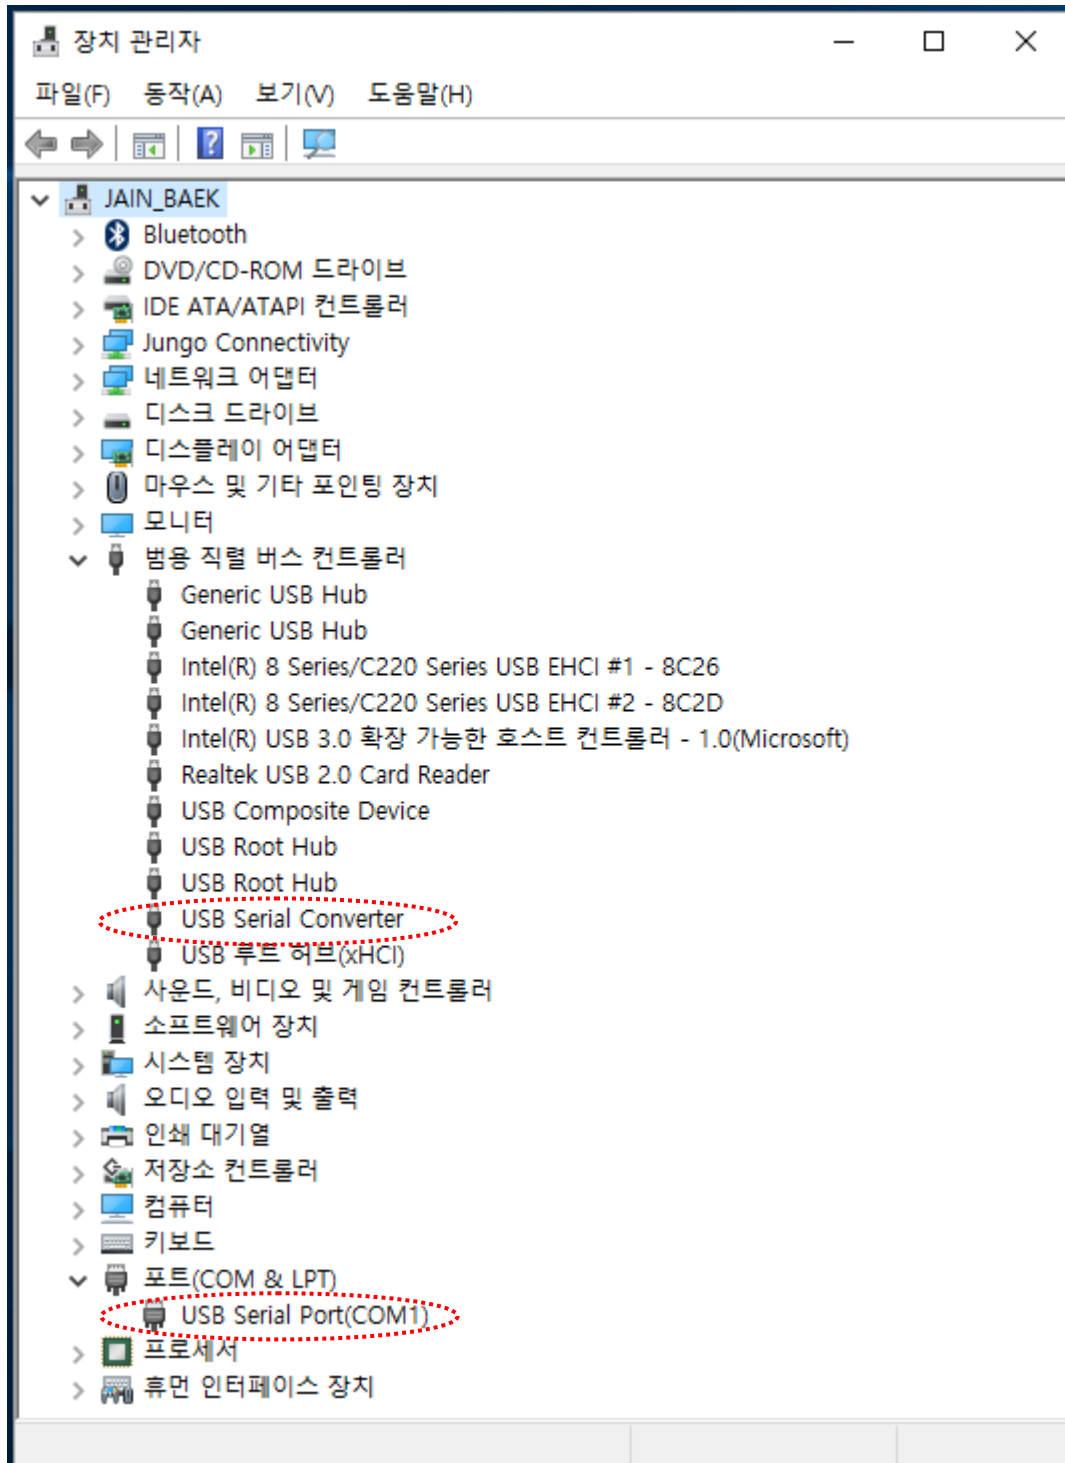 장치 관리자
파일(F) 동작(A) 보기(V) 도움말(H)
JAIN_BAEK
Bluetooth
DVD/CD-ROM 드라이브
IDE ATA/ATAPI 컨트롤러
Jungo Connectivity
네트워크 어댑터
디스크 드라이브
디스플레이 어댑터
마우스 및 기타 포인팅 장치
모니터
범용 직렬 버스 컨트롤러
Generic USB Hub
Generic USB Hub
Intel(R) 8 Series/C220 Series USB EHCI #1 - 8C26
Intel(R) 8 Series/C220 Series USB EHCI #2 - 8C2D
Intel(R) USB 3.0 확장 가능한 호스트 컨트롤러 - 1.0(Microsoft)
Realtek USB 2.0 Card Reader
USB Composite Device
USB Root Hub
USB Root Hub
USB Serial Converter
USB 루트 허브(xHCI)
사운드, 비디오 및 게임 컨트롤러
소프트웨어 장치
시스템 장치
오디오 입력 및 출력
인쇄 대기열
저장소 컨트롤러
컴퓨터
키보드
포트(COM & LPT)
USB Serial Port(COM1)
프로세서
휴먼 인터페이스 장치